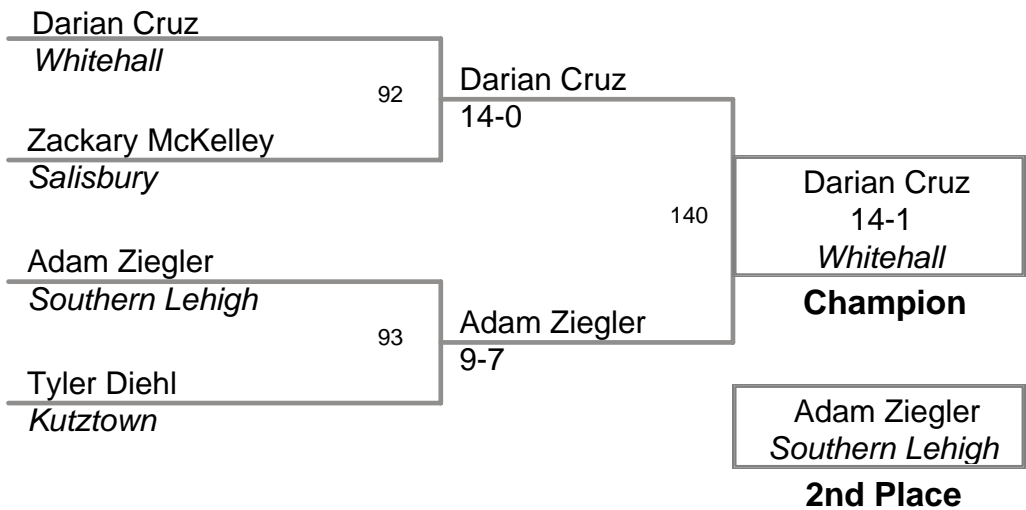 Darian Cruz
Whitehall
92
Zackary McKelley
Salisbury
Darian Cruz
14-0
Adam Ziegler
Southern Lehigh
93
Tyler Diehl
Kutztown
Adam Ziegler
9-7
140
Darian Cruz
14-1
Whitehall
Champion
Adam Ziegler
Southern Lehigh
2nd Place